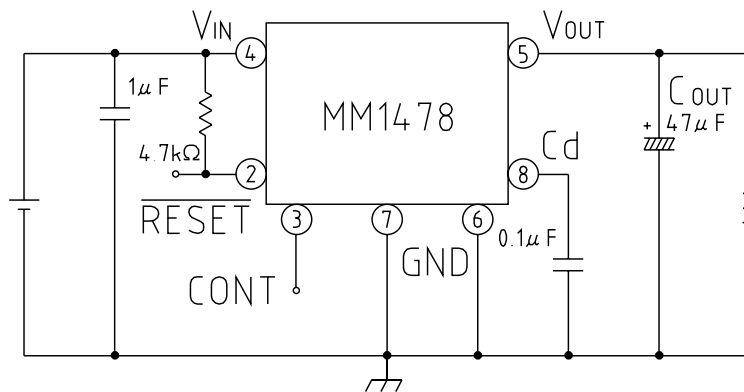 VIN
VOUT
4
5
1μF
MM1478
COUT
+
47μF
4.7kΩ
Cd
2
8
RESET
3
7
6
0.1μF
GND
CONT